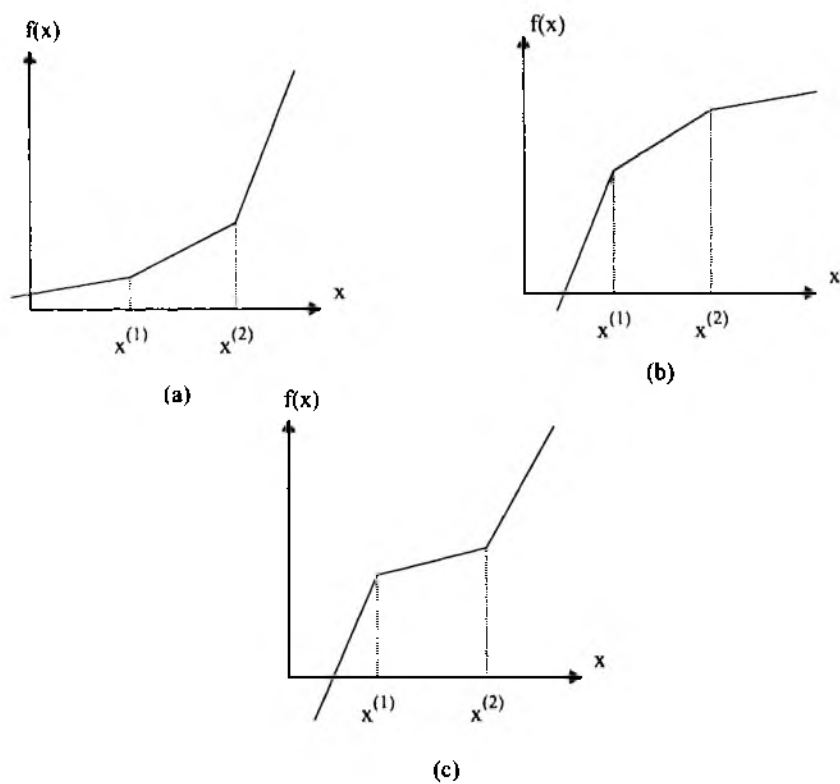 f(x)
x
x^(1)
x^(2)
(a)
f(x)
x
x^(1)
x^(2)
(b)
f(x)
x
x^(1)
x^(2)
(c)